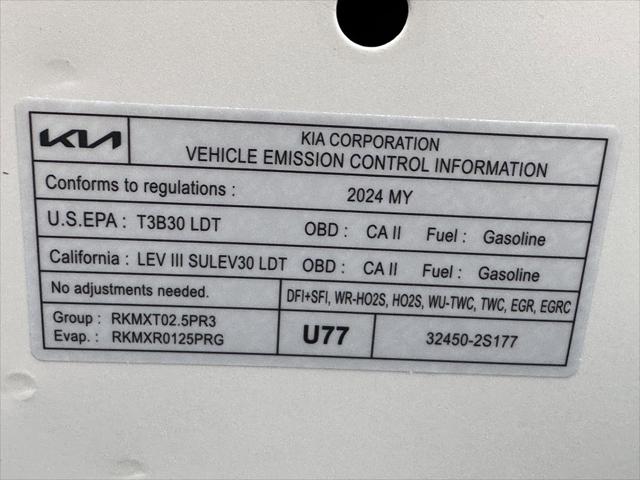 KIA
KIA CORPORATION
VEHICLE EMISSION CONTROL INFORMATION
Conforms to regulations : 2024 MY
U.S.EPA : T3B30 LDT OBD : CA II Fuel : Gasoline
California : LEV III SULEV30 LDT OBD : CA II Fuel : Gasoline
No adjustments needed. DFI+SFI, WR-HO2S, HO2S, WU-TWC, TWC, EGR, EGRC
Group : RKMXT02.5PR3
Evap. : RKMXR0125PRG
U77
32450-2S177